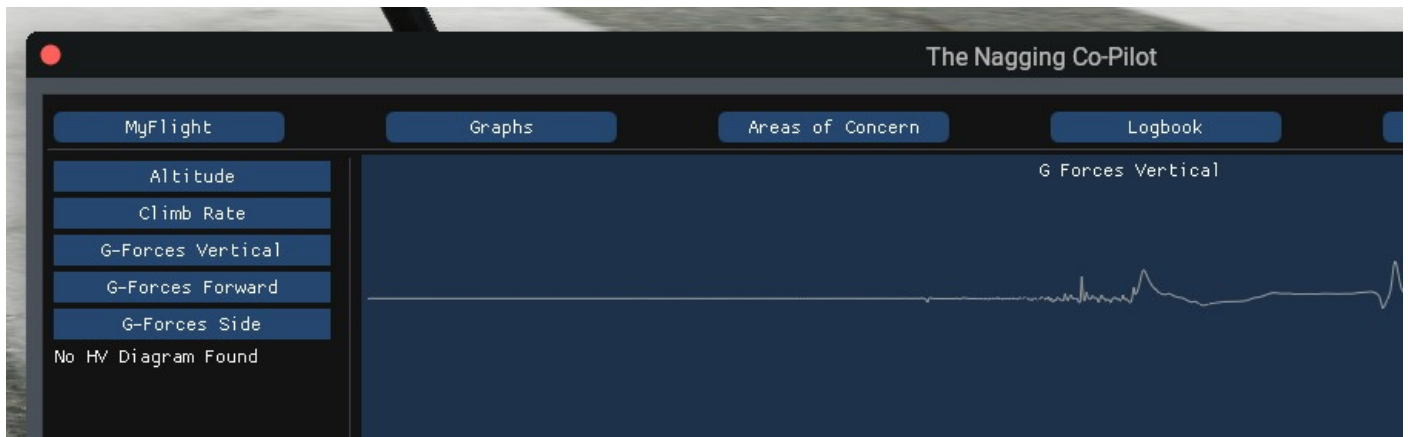 The Nagging Co-Pilot
MyFlight
Graphs
Areas of Concern
Logbook
Altitude
Climb Rate
G-Forces Vertical
G-Forces Forward
G-Forces Side
No HV Diagram Found
G Forces Vertical